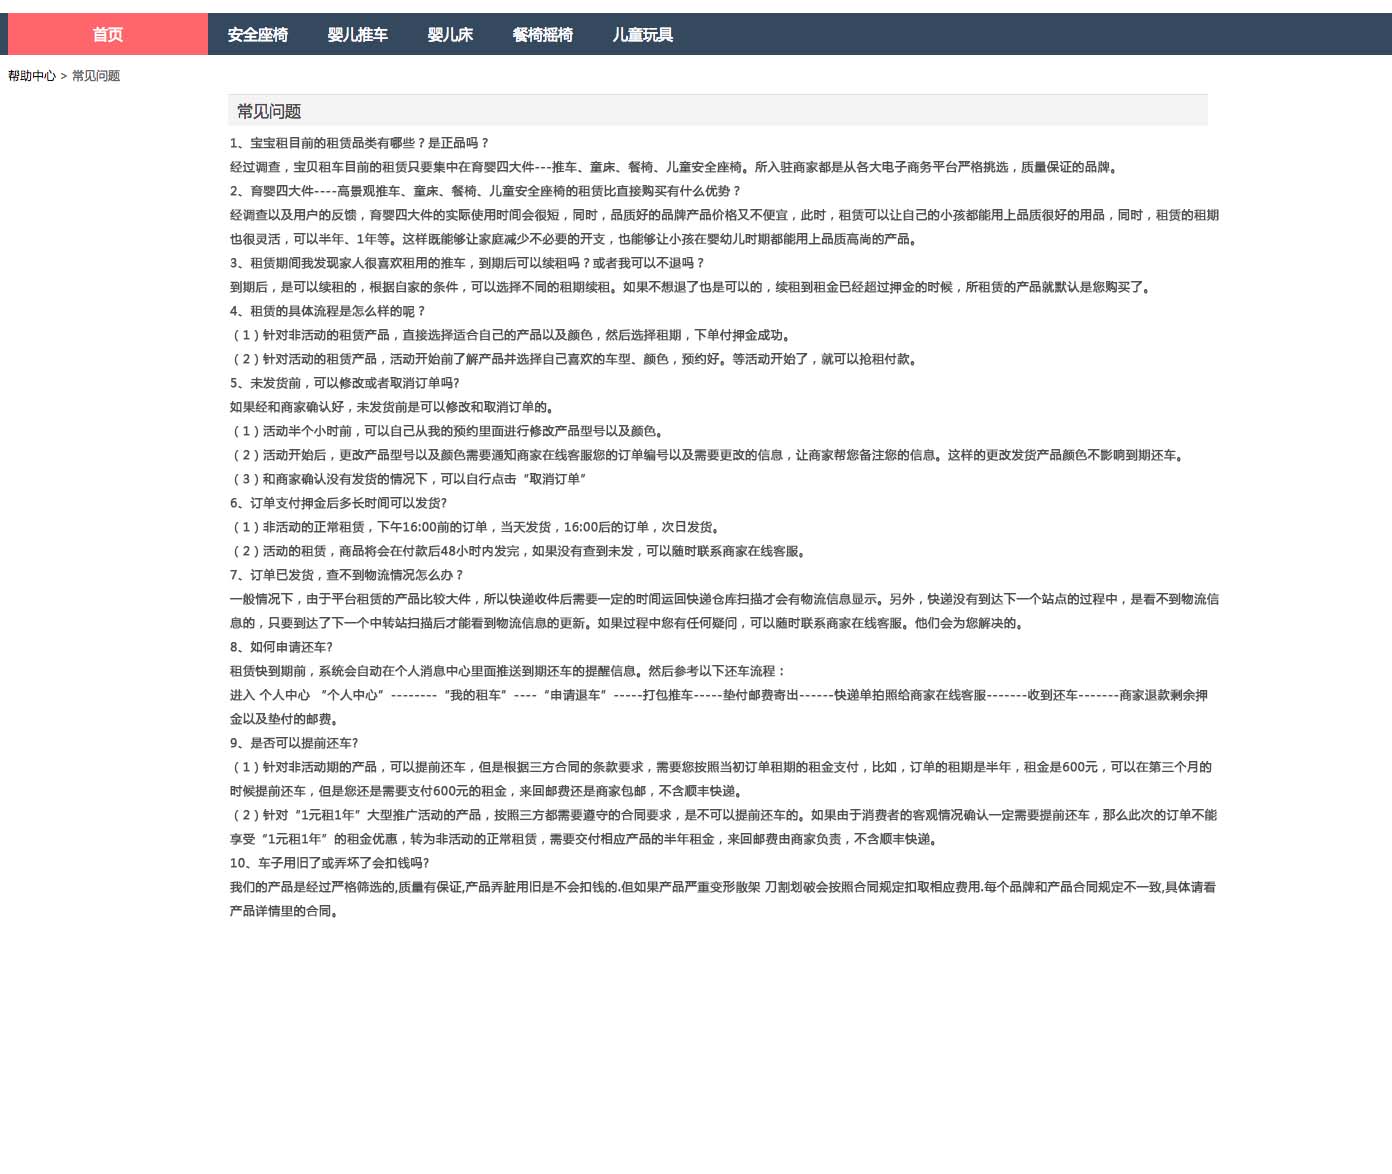 首页 安全座椅 婴儿推车 婴儿床 餐椅摇椅 儿童玩具
帮助中心 > 常见问题
常见问题
1、宝宝租目前的租赁品类有哪些？是正品吗？
经过调查，宝贝租车目前的租赁只要集中在育婴四大件---推车、童床、餐椅、儿童安全座椅。所入驻商家都是从各大电子商务平台严格挑选，质量保证的品牌。
2、育婴四大件----高景观推车、童床、餐椅、儿童安全座椅的租赁比直接购买有什么优势？
经调查以及用户的反馈，育婴四大件的实际使用时间会很短，同时，品质好的品牌产品价格又不便宜，此时，租赁可以让自己的小孩都能用上品质很好的用品，同时，租赁的租期
也很灵活，可以半年、1年等。这样既能够让家庭减少不必要的开支，也能够让小孩在婴幼儿时期都能用上品质高尚的产品。
3、租赁期间我发现家人很喜欢租用的推车，到期后可以续租吗？或者我可以不退吗？
到期后，是可以续租的，根据自家的条件，可以选择不同的租期续租。如果不想退了也是可以的，续租到租金已经超过押金的时候，所租赁的产品就默认是您购买了。
4、租赁的具体流程是怎么样的呢？
（1）针对非活动的租赁产品，直接选择适合自己的产品以及颜色，然后选择租期，下单付押金成功。
（2）针对活动的租赁产品，活动开始前了解产品并选择自己喜欢的车型、颜色，预约好。等活动开始了，就可以抢租付款。
5、未发货前，可以修改或者取消订单吗?
如果经和商家确认好，未发货前是可以修改和取消订单的。
（1）活动半个小时前，可以自己从我的预约里面进行修改产品型号以及颜色。
（2）活动开始后，更改产品型号以及颜色需要通知商家在线客服您的订单编号以及需要更改的信息，让商家帮您备注您的信息。这样的更改发货产品颜色不影响到期还车。
（3）和商家确认没有发货的情况下，可以自行点击“取消订单”
6、订单支付押金后多长时间可以发货?
（1）非活动的正常租赁，下午16:00前的订单，当天发货，16:00后的订单，次日发货。
（2）活动的租赁，商品将会在付款后48小时内发完，如果没有查到未发，可以随时联系商家在线客服。
7、订单已发货，查不到物流情况怎么办？
一般情况下，由于平台租赁的产品比较大件，所以快递收件后需要一定的时间运回快递仓库扫描才会有物流信息显示。另外，快递没有到达下一个站点的过程中，是看不到物流信
息的，只要到达了下一个中转站扫描后才能看到物流信息的更新。如果过程中您有任何疑问，可以随时联系商家在线客服。他们会为您解决的。
8、如何申请还车?
租赁快到期前，系统会自动在个人消息中心里面推送到期还车的提醒信息。然后参考以下还车流程：
进入 个人中心 “个人中心”--------“我的租车”----“申请退车”-----打包推车-----垫付邮费寄出------快递单拍照给商家在线客服-------收到还车-------商家退款剩余押
金以及垫付的邮费。
9、是否可以提前还车?
（1）针对非活动期的产品，可以提前还车，但是根据三方合同的条款要求，需要您按照当初订单租期的租金支付，比如，订单的租期是半年，租金是600元，可以在第三个月的
时候提前还车，但是您还是需要支付600元的租金，来回邮费还是商家包邮，不含顺丰快递。
（2）针对“1元租1年”大型推广活动的产品，按照三方都需要遵守的合同要求，是不可以提前还车的。如果由于消费者的客观情况确认一定需要提前还车，那么此次的订单不能
享受“1元租1年”的租金优惠，转为非活动的正常租赁，需要交付相应产品的半年租金，来回邮费由商家负责，不含顺丰快递。
10、车子用旧了或弄坏了会扣钱吗?
我们的产品是经过严格筛选的,质量有保证,产品弄脏用旧是不会扣钱的.但如果产品严重变形散架 刀割划破会按照合同规定扣取相应费用.每个品牌和产品合同规定不一致,具体请看
产品详情里的合同。